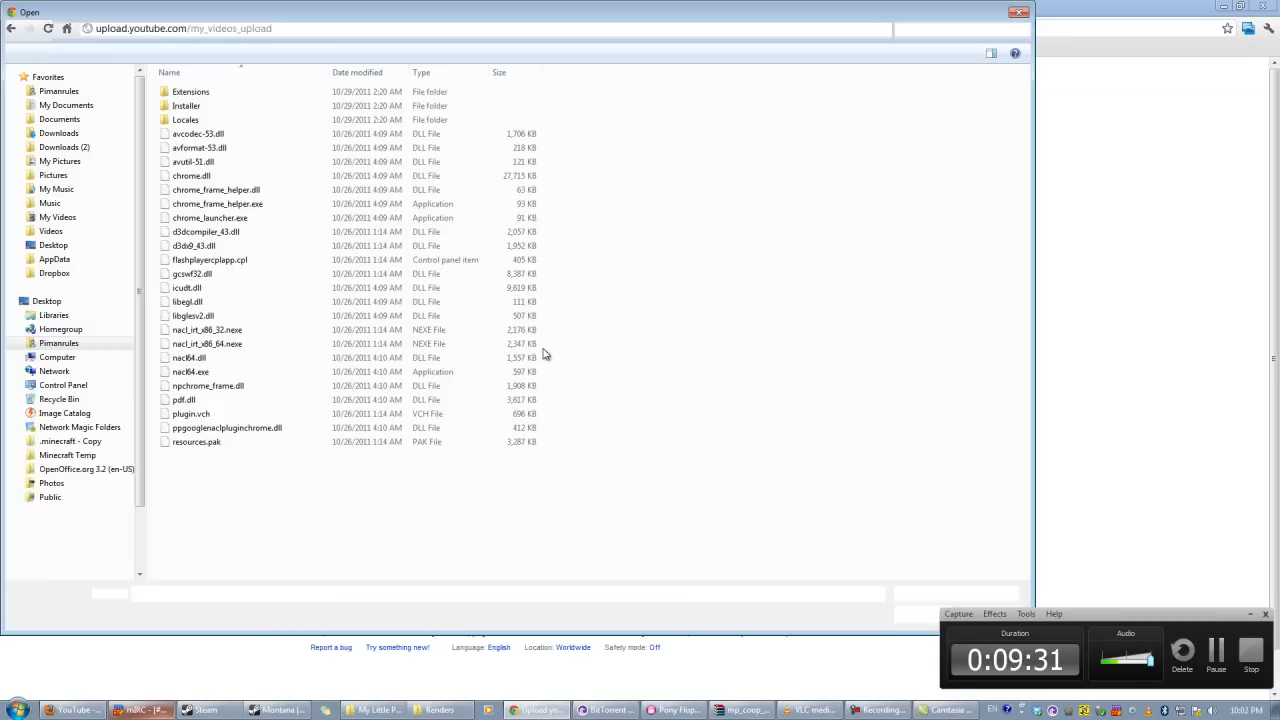 Open
upload.youtube.com/my_videos_upload
Favorites
Pimanrules
My Documents
Documents
Downloads
Downloads (2)
My Pictures
Pictures
My Music
Music
My Videos
Videos
Desktop
AppData
Dropbox
Desktop
Libraries
Homegroup
Pimanrules
Computer
Network
Control Panel
Recycle Bin
Image Catalog
Network Magic Folders
.minecraft - Copy
Minecraft Temp
OpenOffice.org 3.2 (en-US)
Photos
Public
Name Date modified Type Size
Extensions 10/29/2011 2:20 AM File folder
Installer 10/29/2011 2:20 AM File folder
Locales 10/29/2011 2:20 AM File folder
avcodec-53.dll 10/26/2011 4:09 AM DLL File 1,706 KB
avformat-53.dll 10/26/2011 4:09 AM DLL File 218 KB
avutil-51.dll 10/26/2011 4:09 AM DLL File 121 KB
chrome.dll 10/26/2011 4:09 AM DLL File 27,715 KB
chrome_frame_helper.dll 10/26/2011 4:09 AM DLL File 63 KB
chrome_frame_helper.exe 10/26/2011 4:09 AM Application 93 KB
chrome_launcher.exe 10/26/2011 4:09 AM Application 91 KB
d3dcompiler_43.dll 10/26/2011 1:14 AM DLL File 2,057 KB
d3dx9_43.dll 10/26/2011 1:14 AM DLL File 1,952 KB
flashplayercplapp.cpl 10/26/2011 1:14 AM Control panel item 405 KB
gcswf32.dll 10/26/2011 1:14 AM DLL File 8,387 KB
icudt.dll 10/26/2011 4:09 AM DLL File 9,619 KB
libegl.dll 10/26/2011 4:09 AM DLL File 111 KB
libglesv2.dll 10/26/2011 4:09 AM DLL File 507 KB
nacl_irt_x86_32.nexe 10/26/2011 1:14 AM NEXE File 2,176 KB
nacl_irt_x86_64.nexe 10/26/2011 1:14 AM NEXE File 2,347 KB
nacl64.dll 10/26/2011 4:10 AM DLL File 1,557 KB
nacl64.exe 10/26/2011 4:10 AM Application 597 KB
npchrome_frame.dll 10/26/2011 4:10 AM DLL File 1,908 KB
pdf.dll 10/26/2011 4:10 AM DLL File 3,617 KB
plugin.vch 10/26/2011 1:14 AM VCH File 696 KB
ppgooglenaclpluginchrome.dll 10/26/2011 4:10 AM DLL File 412 KB
resources.pak 10/26/2011 1:14 AM PAK File 3,287 KB
Report a bug Try something new! Language: English Location: Worldwide Safety mode: Off
Capture Effects Tools Help
Duration Audio
0:09:31
Delete Pause Stop
YouTube -... mIRC - [#... Steam Montana |... My Little P... Renders Upload yo... BitTorrent ... Pony Flop... mp_coop_... VLC medi... Recording... Camtasia ... EN 10:02 PM